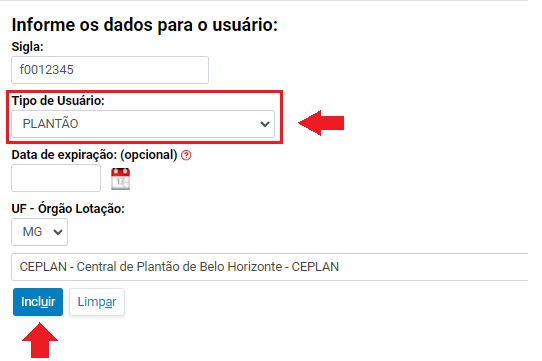 Informe os dados para o usuário:
Sigla:
f0012345
Tipo de Usuário:
PLANTÃO
Data de expiração: (opcional) ?
UF - Órgão Lotação:
MG
CEPLAN - Central de Plantão de Belo Horizonte - CEPLAN
Incluir Limpar